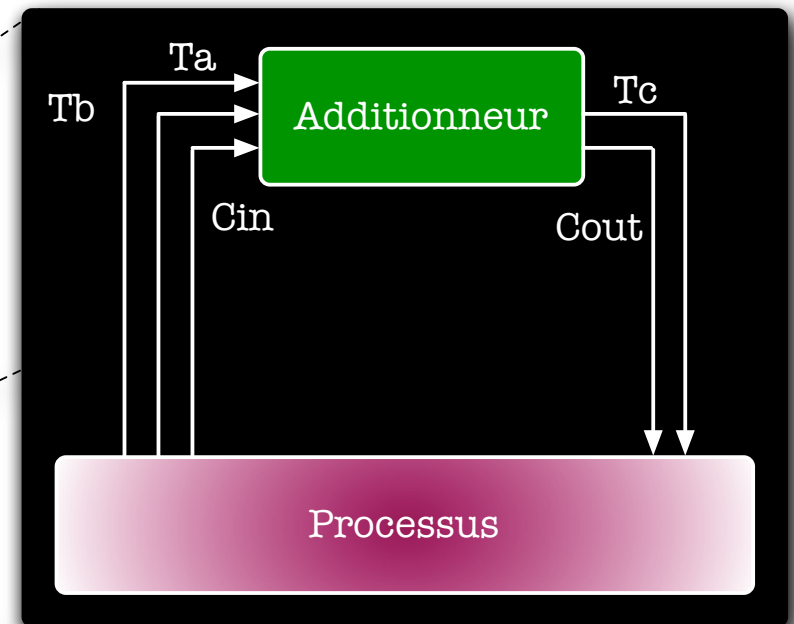 Ta
Tb
Additionneur
Tc
Cin
Cout
Processus